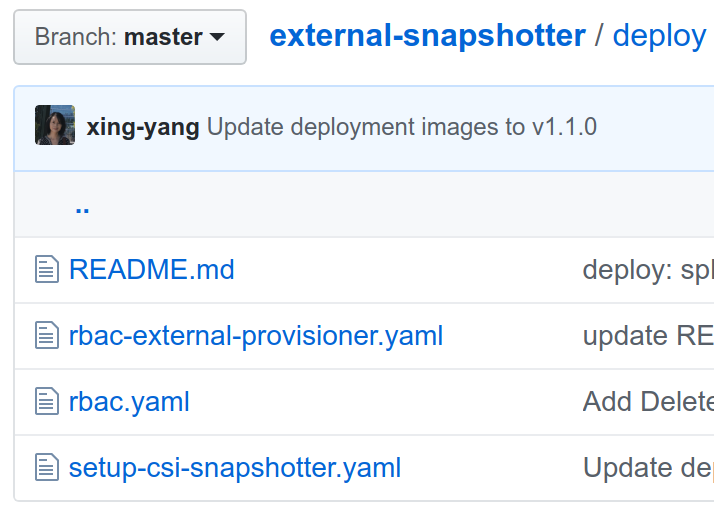 Branch: master external-snapshotter / deploy
xing-yang Update deployment images to v1.1.0
..
README.md deploy: spl
rbac-external-provisioner.yaml update RE
rbac.yaml Add Delete
setup-csi-snapshotter.yaml Update dep